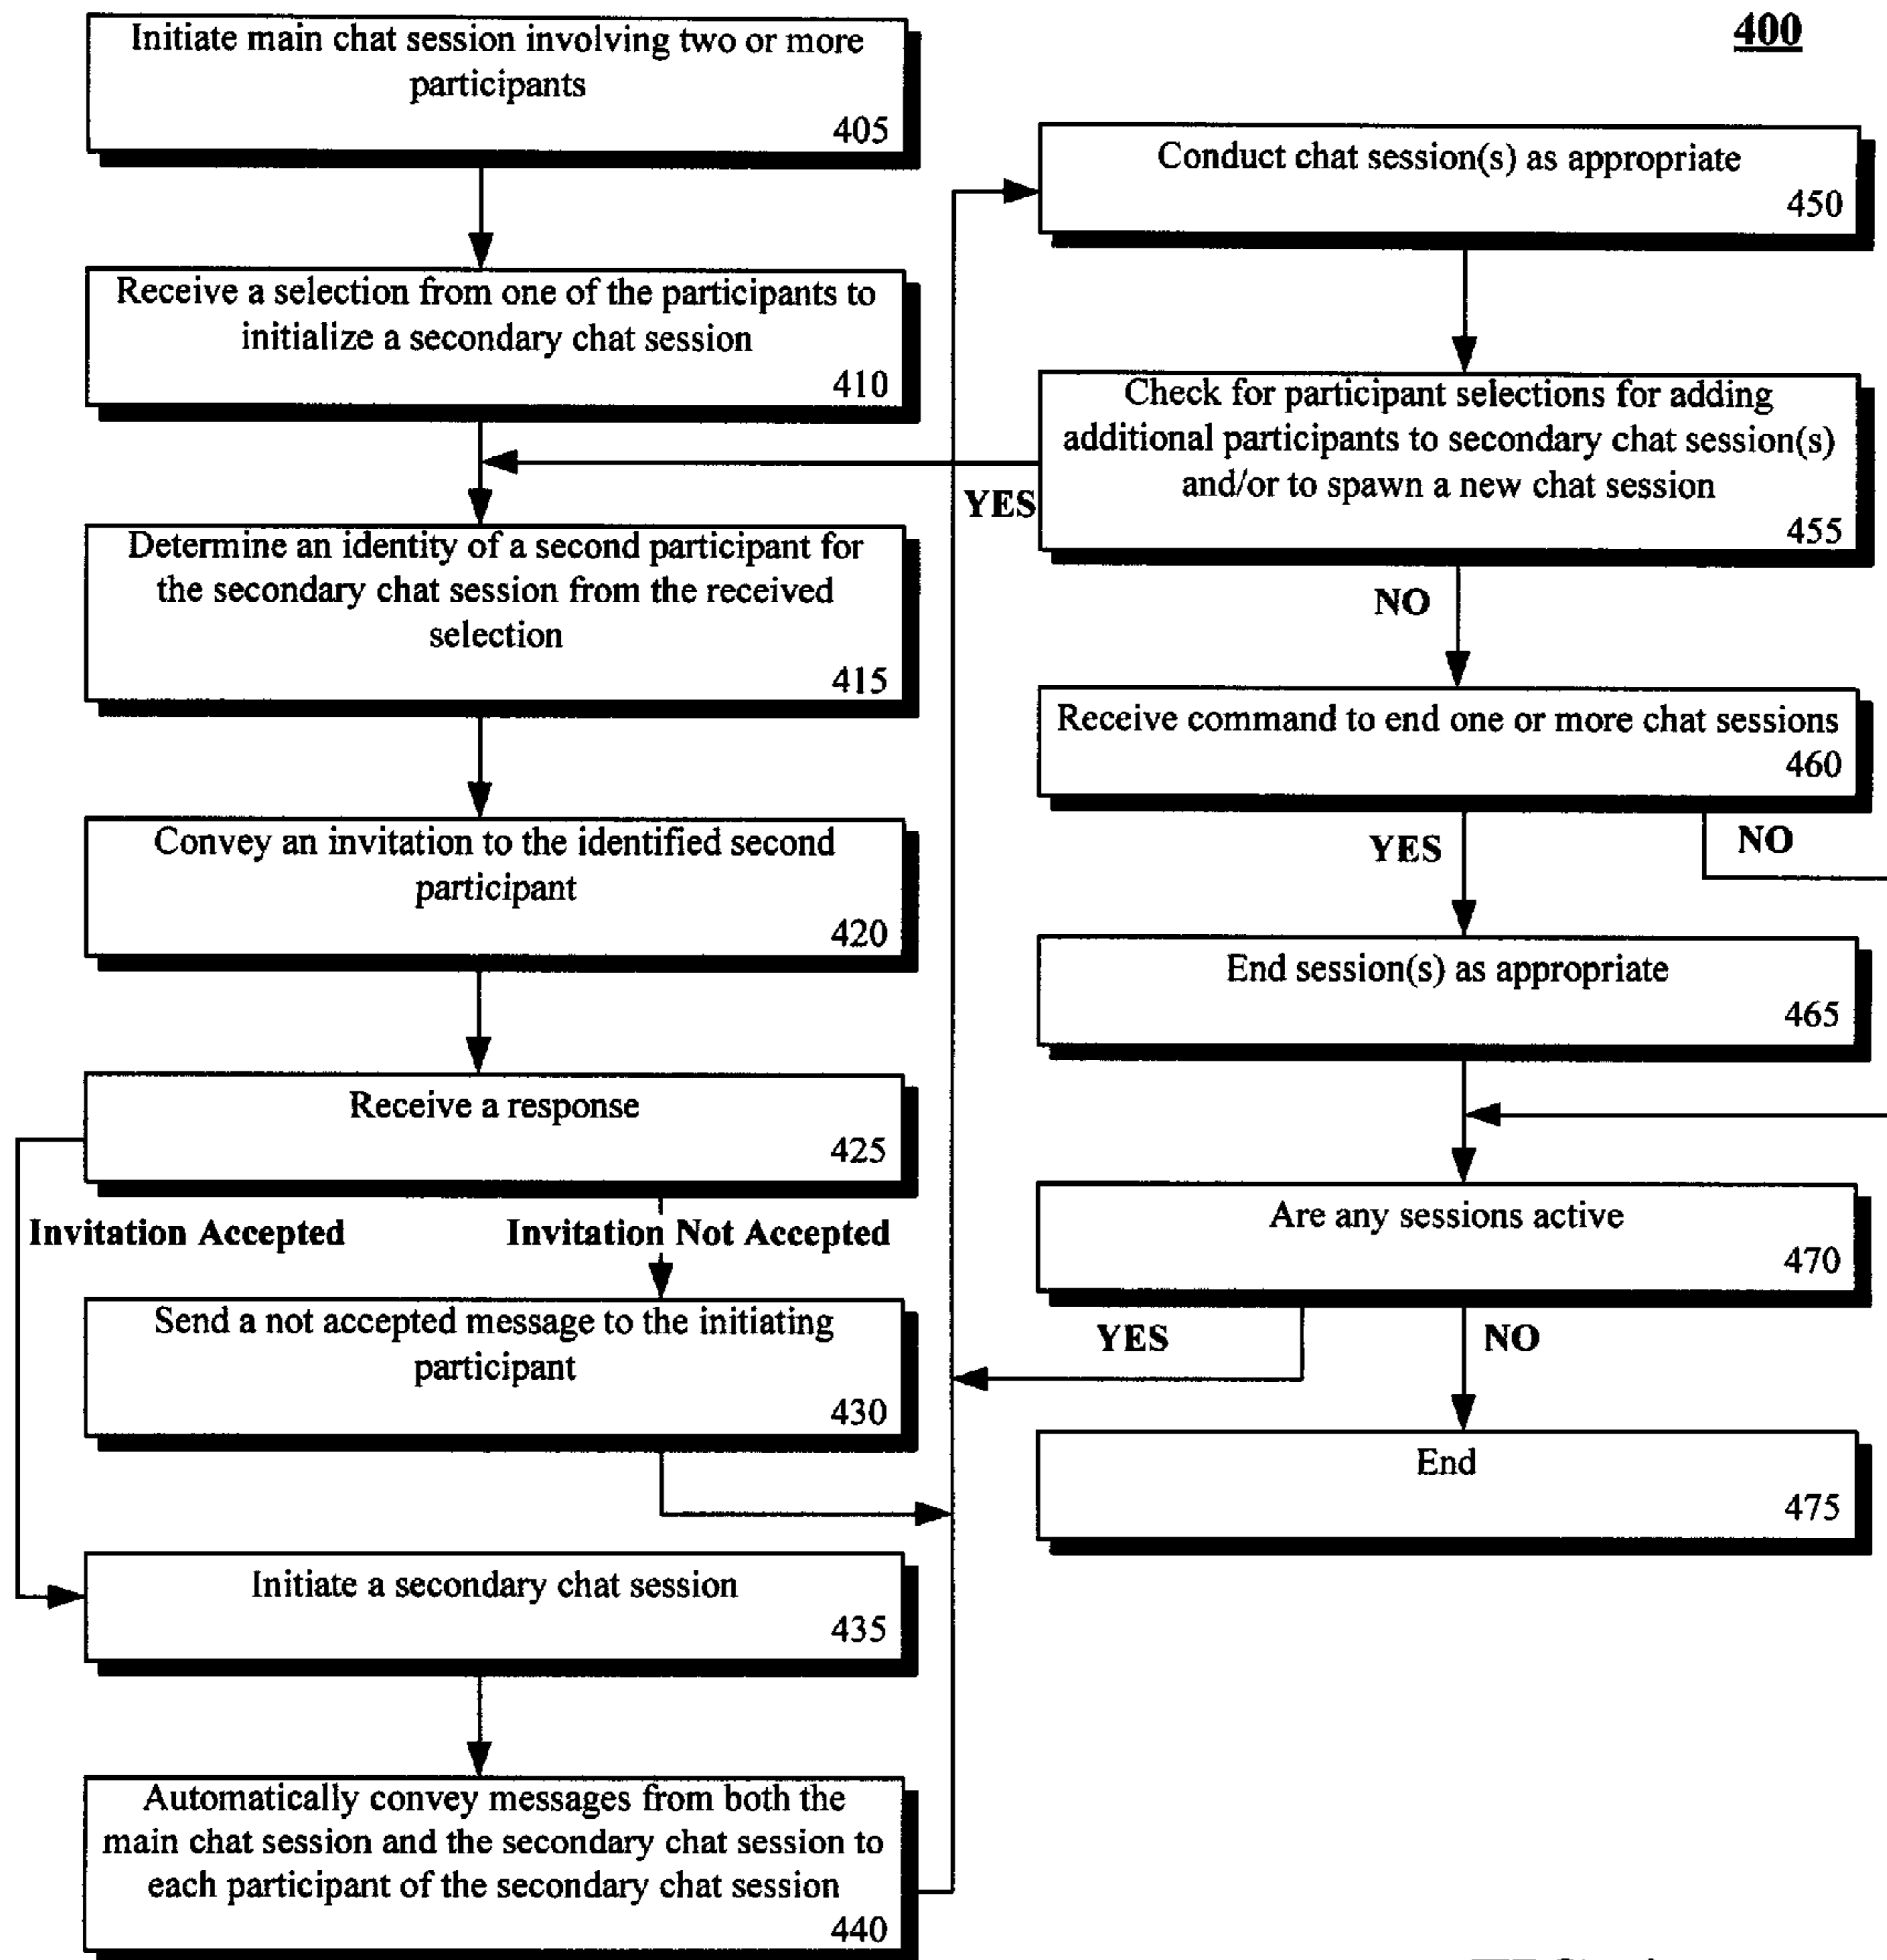 400
Initiate main chat session involving two or more
participants
405
Receive a selection from one of the participants to
initialize a secondary chat session
410
Determine an identity of a second participant for
the secondary chat session from the received
selection
415
Convey an invitation to the identified second
participant
420
Receive a response
425
Invitation Accepted
Invitation Not Accepted
Send a not accepted message to the initiating
participant
430
Initiate a secondary chat session
435
Automatically convey messages from both the
main chat session and the secondary chat session to
each participant of the secondary chat session
440
Conduct chat session(s) as appropriate
450
Check for participant selections for adding
additional participants to secondary chat session(s)
and/or to spawn a new chat session
455
YES
NO
Receive command to end one or more chat sessions
460
YES
NO
End session(s) as appropriate
465
Are any sessions active
470
YES
NO
End
475